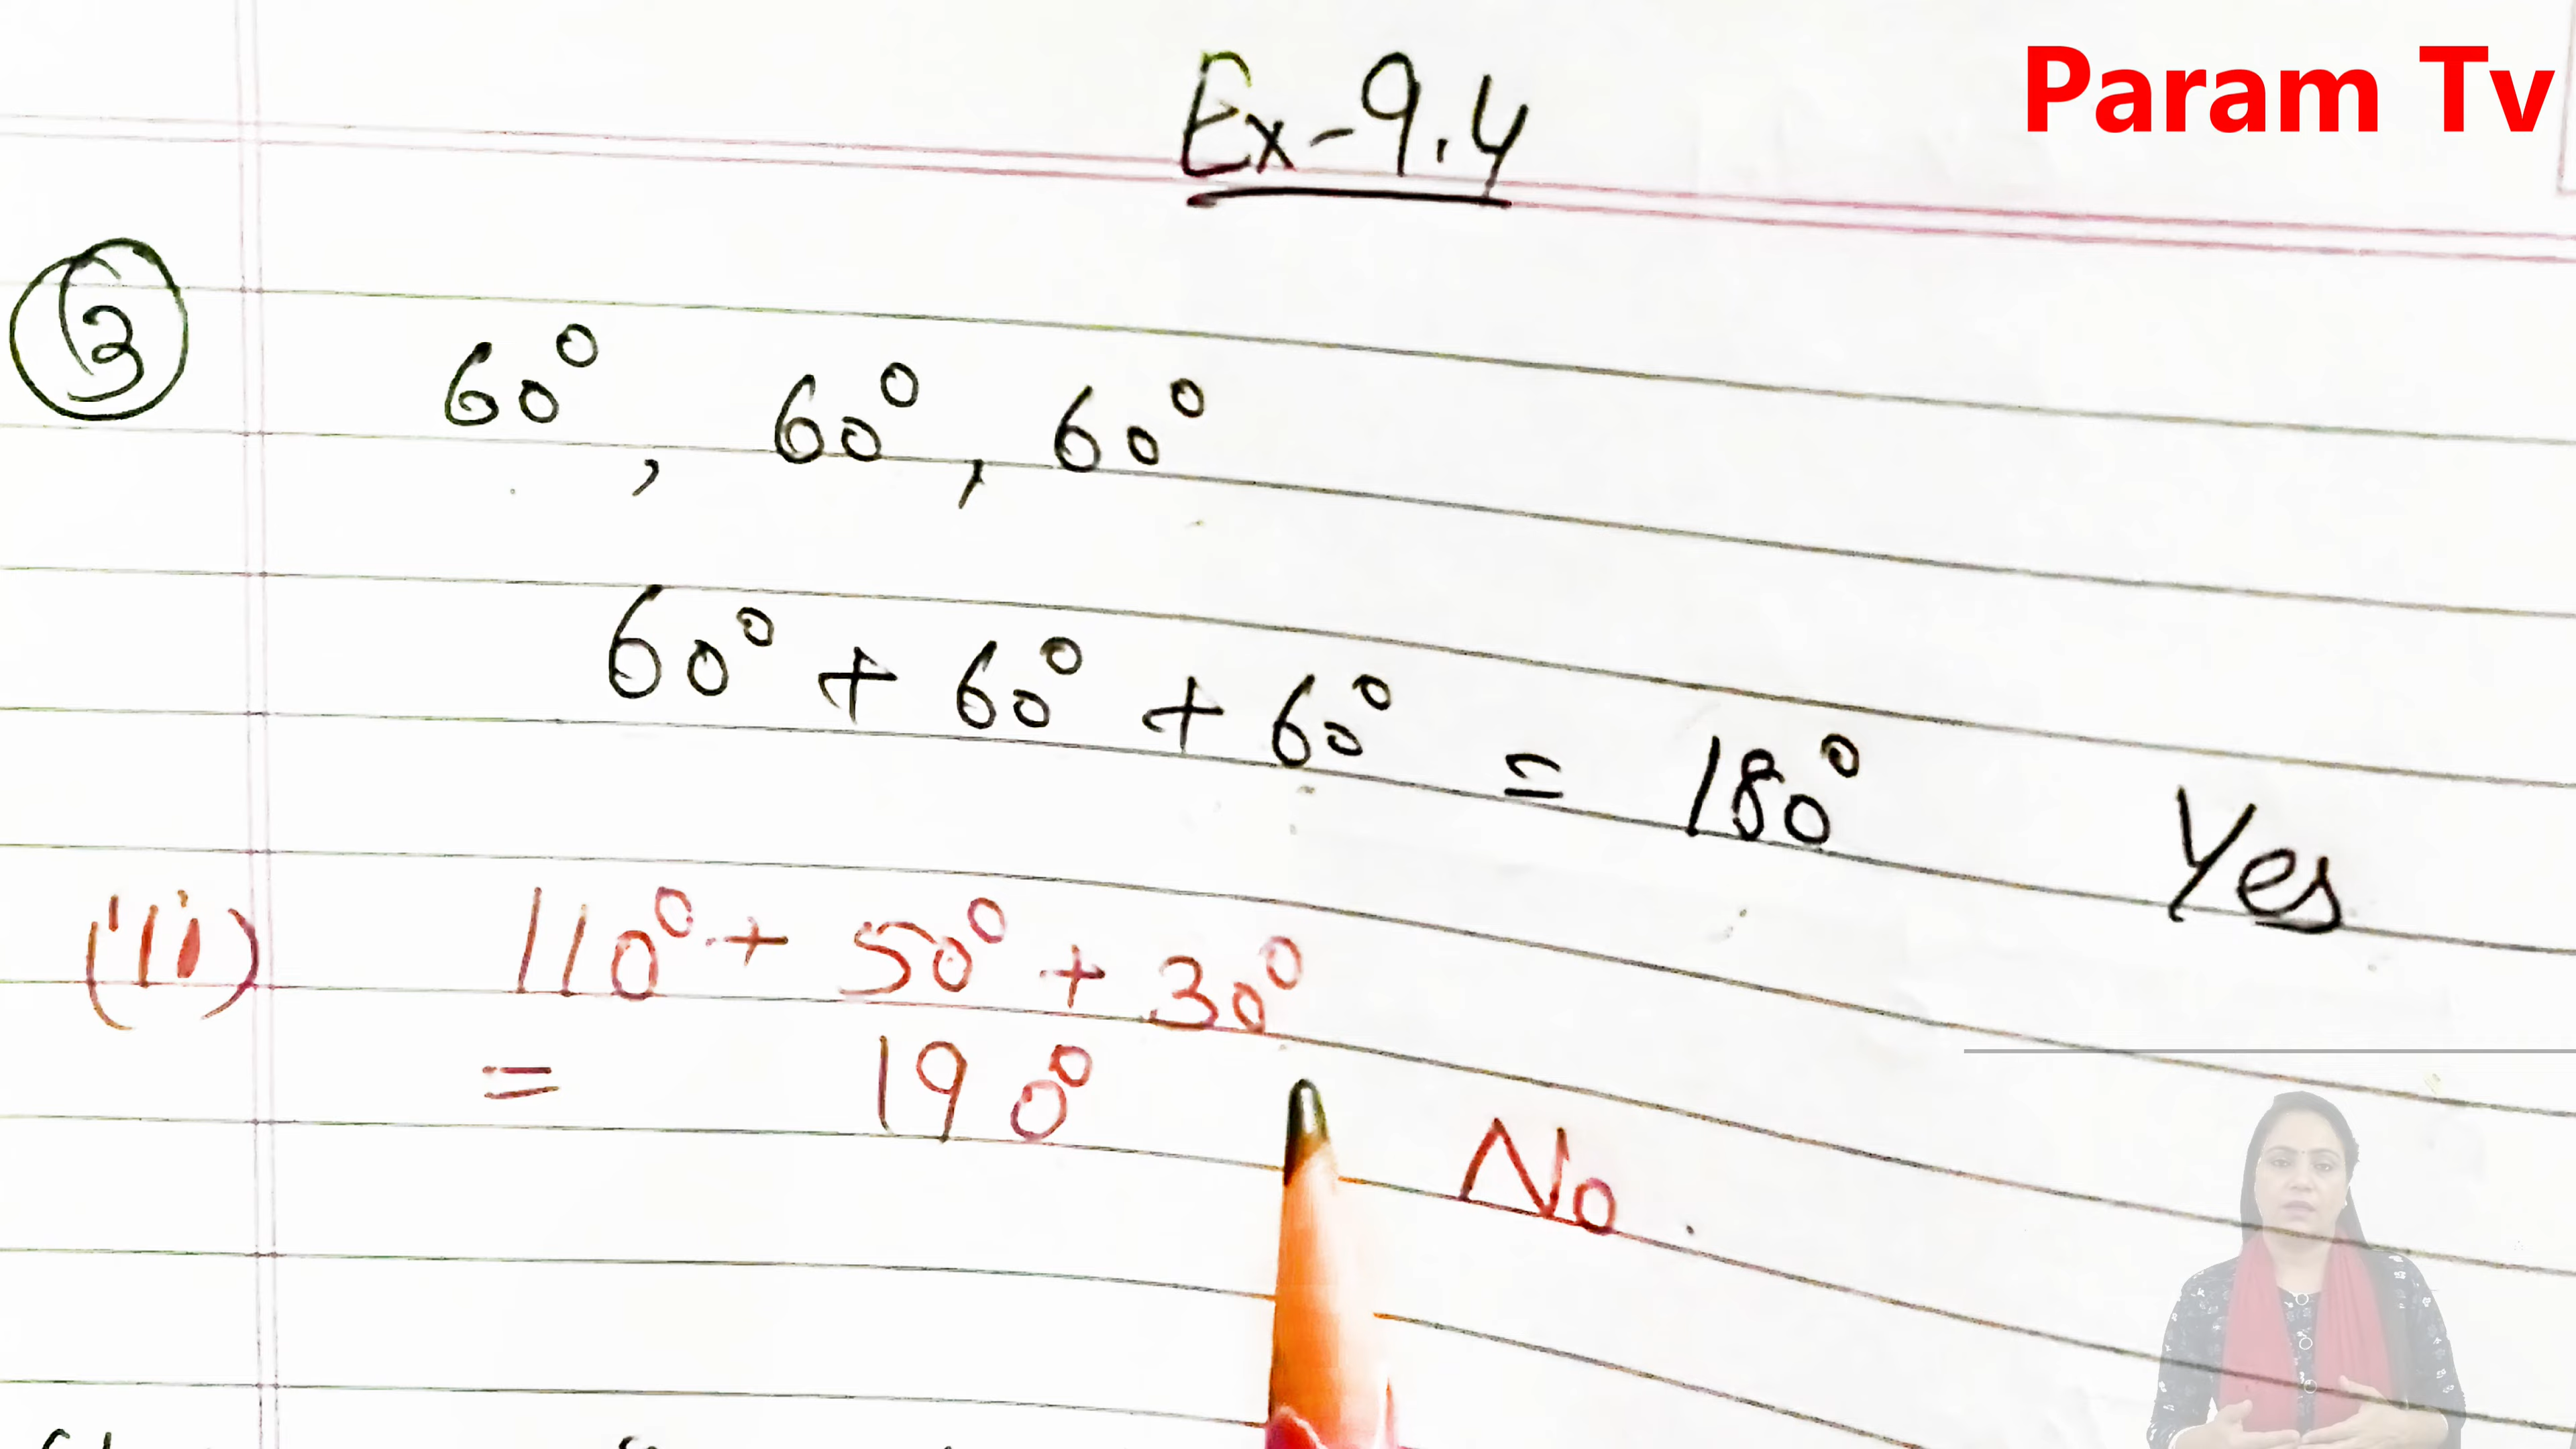 Param Tv
Ex-9.4
3
60°, 60°, 60°
60° + 60° + 60° = 180° Yes
(ii) 110° + 50° + 30°
= 190° No.